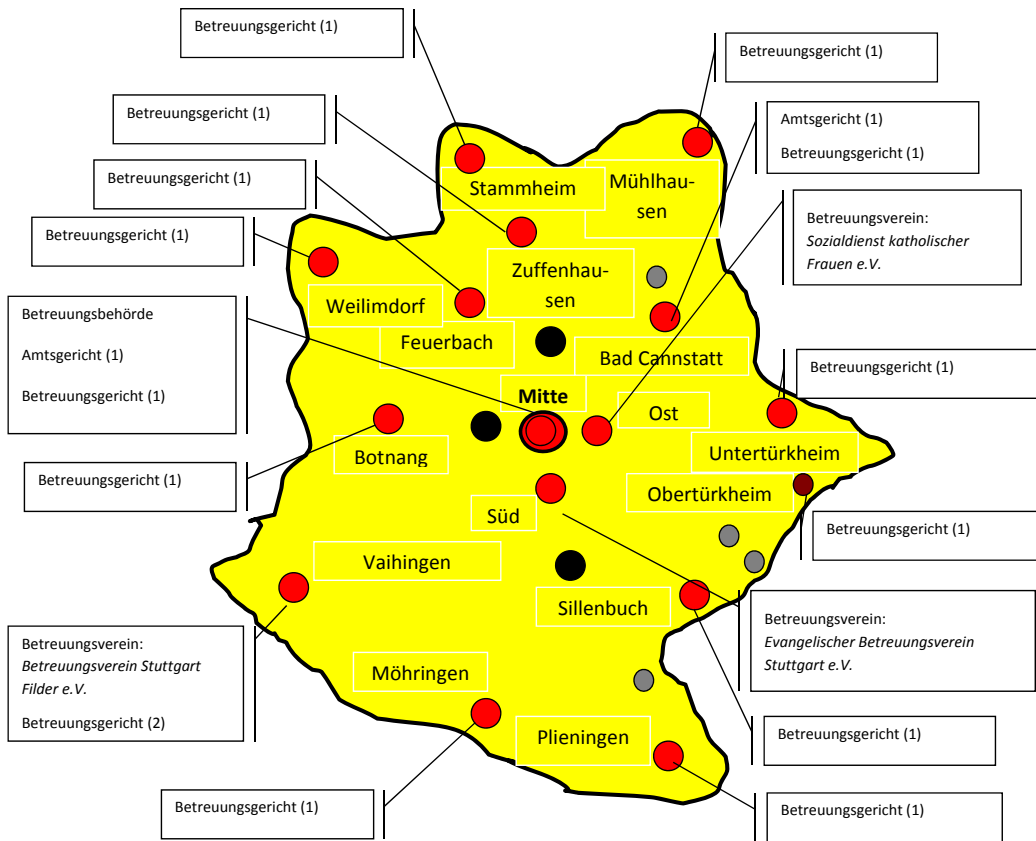 Betreuungsgericht (1)
Betreuungsgericht (1)
Betreuungsgericht (1)
Amtsgericht (1)
Betreuungsgericht (1)
Betreuungsgericht (1)
Stammheim
Mühlhau-
sen
Betreuungsgericht (1)
Betreuungsverein:
Sozialdienst katholischer
Frauen e.V.
Zuffenhau-
sen
Weilimdorf
Betreuungsbehörde
Amtsgericht (1)
Betreuungsgericht (1)
Feuerbach
Bad Cannstatt
Betreuungsgericht (1)
Mitte
Ost
Botnang
Untertürkheim
Betreuungsgericht (1)
Obertürkheim
Süd
Betreuungsgericht (1)
Vaihingen
Sillenbuch
Betreuungsverein:
Evangelischer Betreuungsverein
Stuttgart e.V.
Betreuungsverein:
Betreuungsverein Stuttgart
Filder e.V.
Betreuungsgericht (2)
Möhringen
Plieningen
Betreuungsgericht (1)
Betreuungsgericht (1)
Betreuungsgericht (1)